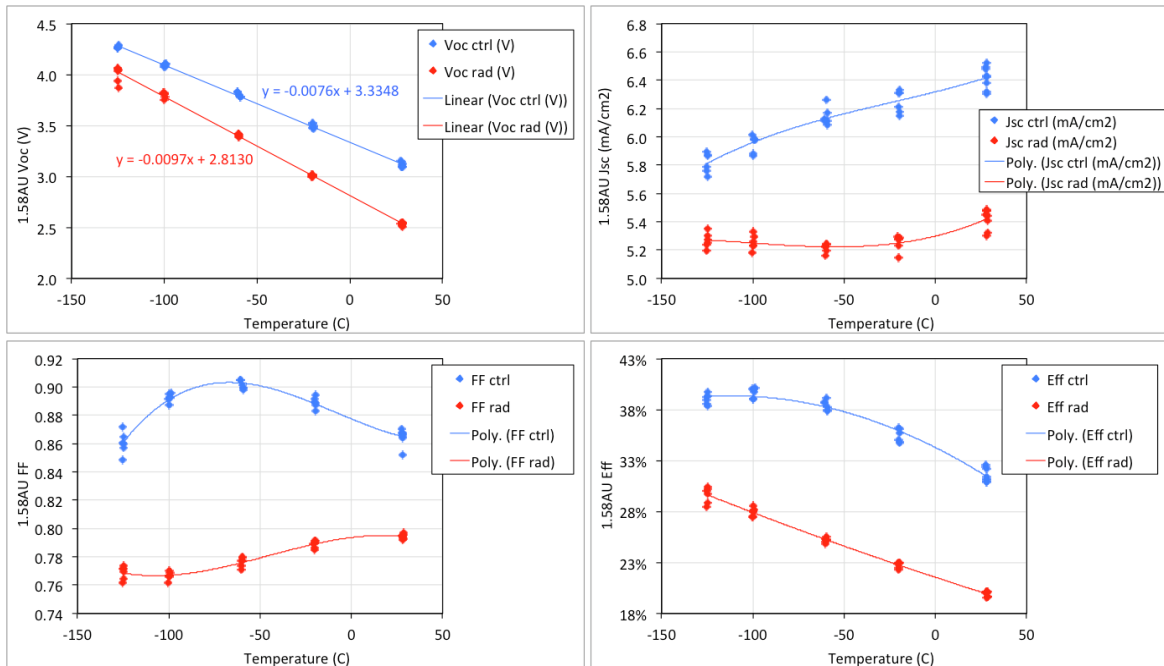 4.5
4.0
3.5
3.0
2.5
2.0
1.58AU Voc (V)
-150
-100
-50
0
50
Temperature (C)
y = -0.0076x + 3.3348
y = -0.0097x + 2.8130
Voc ctrl (V)
Voc rad (V)
Linear (Voc ctrl (V))
Linear (Voc rad (V))
6.8
6.6
6.4
6.2
6.0
5.8
5.6
5.4
5.2
5.0
1.58AU Jsc (mA/cm2)
-150
-100
-50
0
50
Temperature (C)
Jsc ctrl (mA/cm2)
Jsc rad (mA/cm2)
Poly. (Jsc ctrl (mA/cm2))
Poly. (Jsc rad (mA/cm2))
0.92
0.90
0.88
0.86
0.84
0.82
0.80
0.78
0.76
0.74
1.58AU FF
-150
-100
-50
0
50
Temperature (C)
FF ctrl
FF rad
Poly. (FF ctrl)
Poly. (FF rad)
43%
38%
33%
28%
23%
18%
1.58AU Eff
-150
-100
-50
0
50
Temperature (C)
Eff ctrl
Eff rad
Poly. (Eff ctrl)
Poly. (Eff rad)